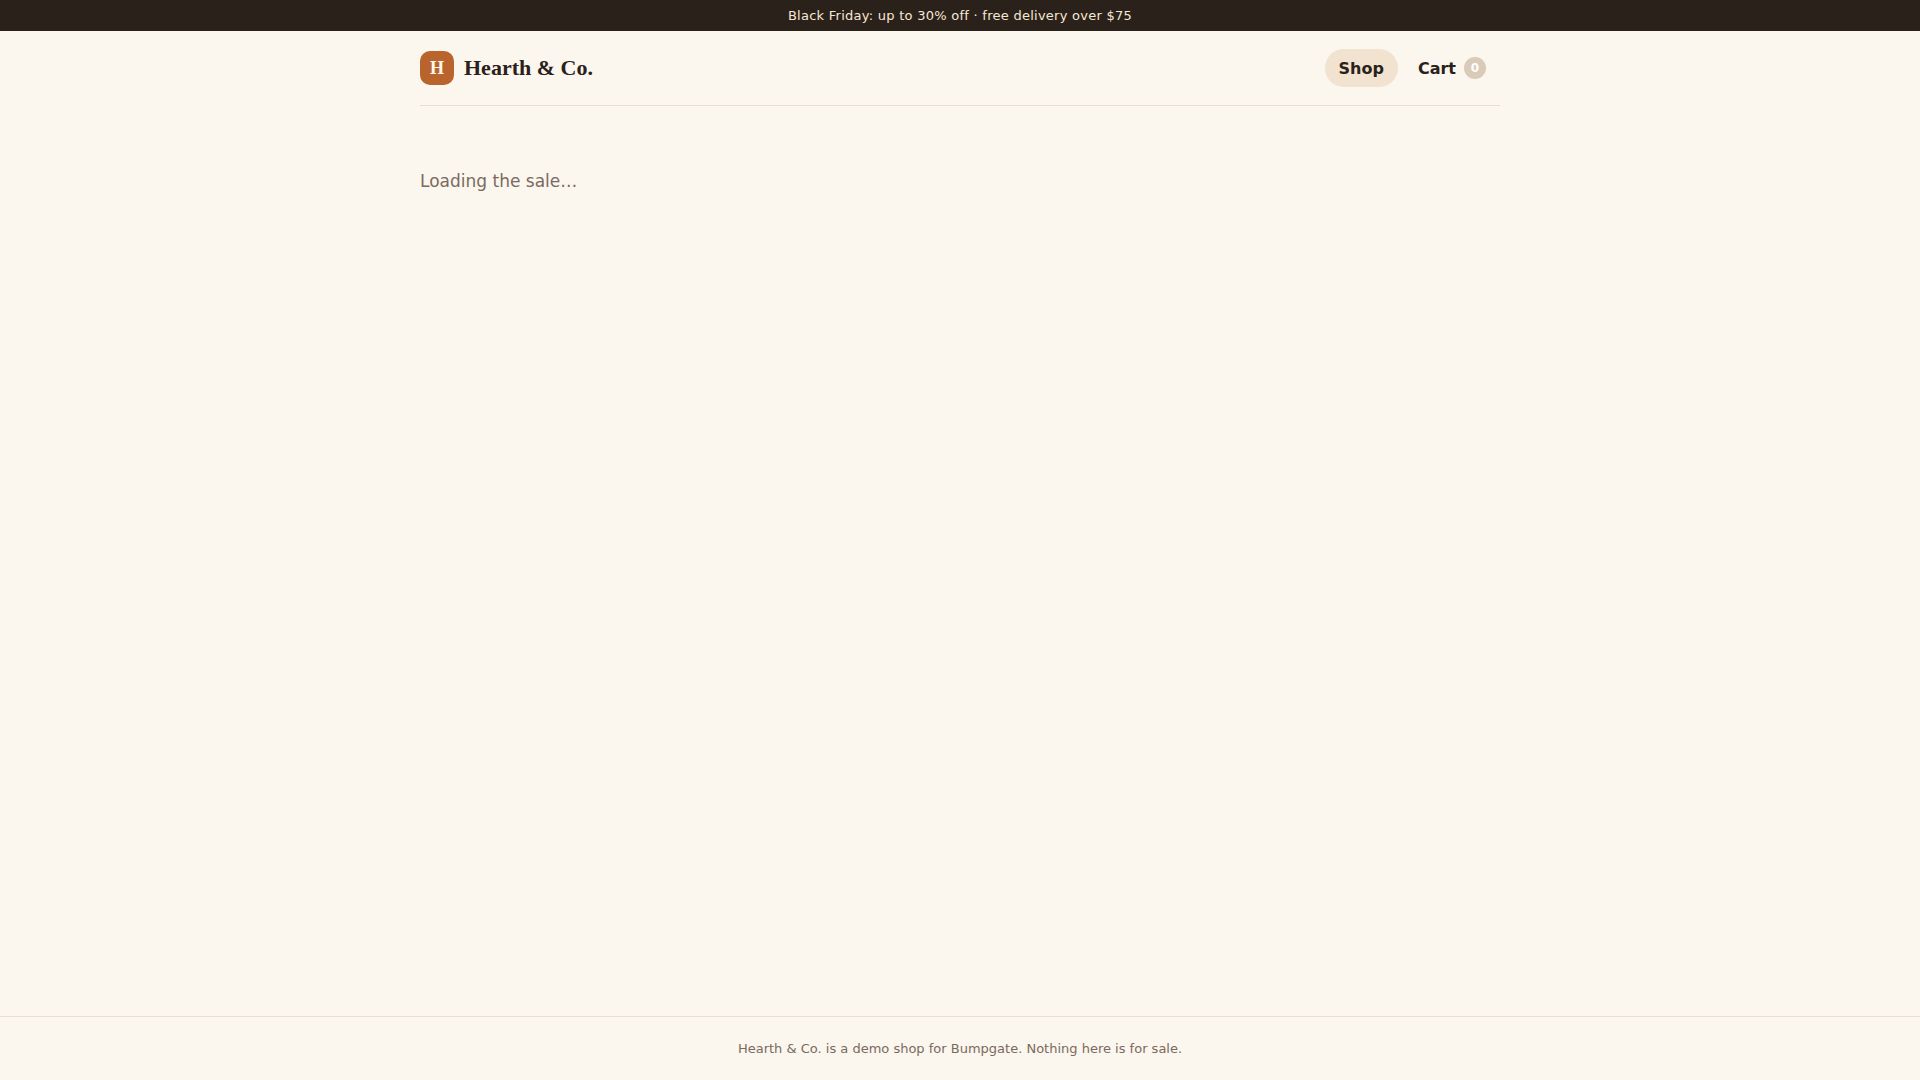 Black Friday: up to 30% off · free delivery over $75
H Hearth & Co.
Shop Cart 0
Loading the sale…
Hearth & Co. is a demo shop for Bumpgate. Nothing here is for sale.